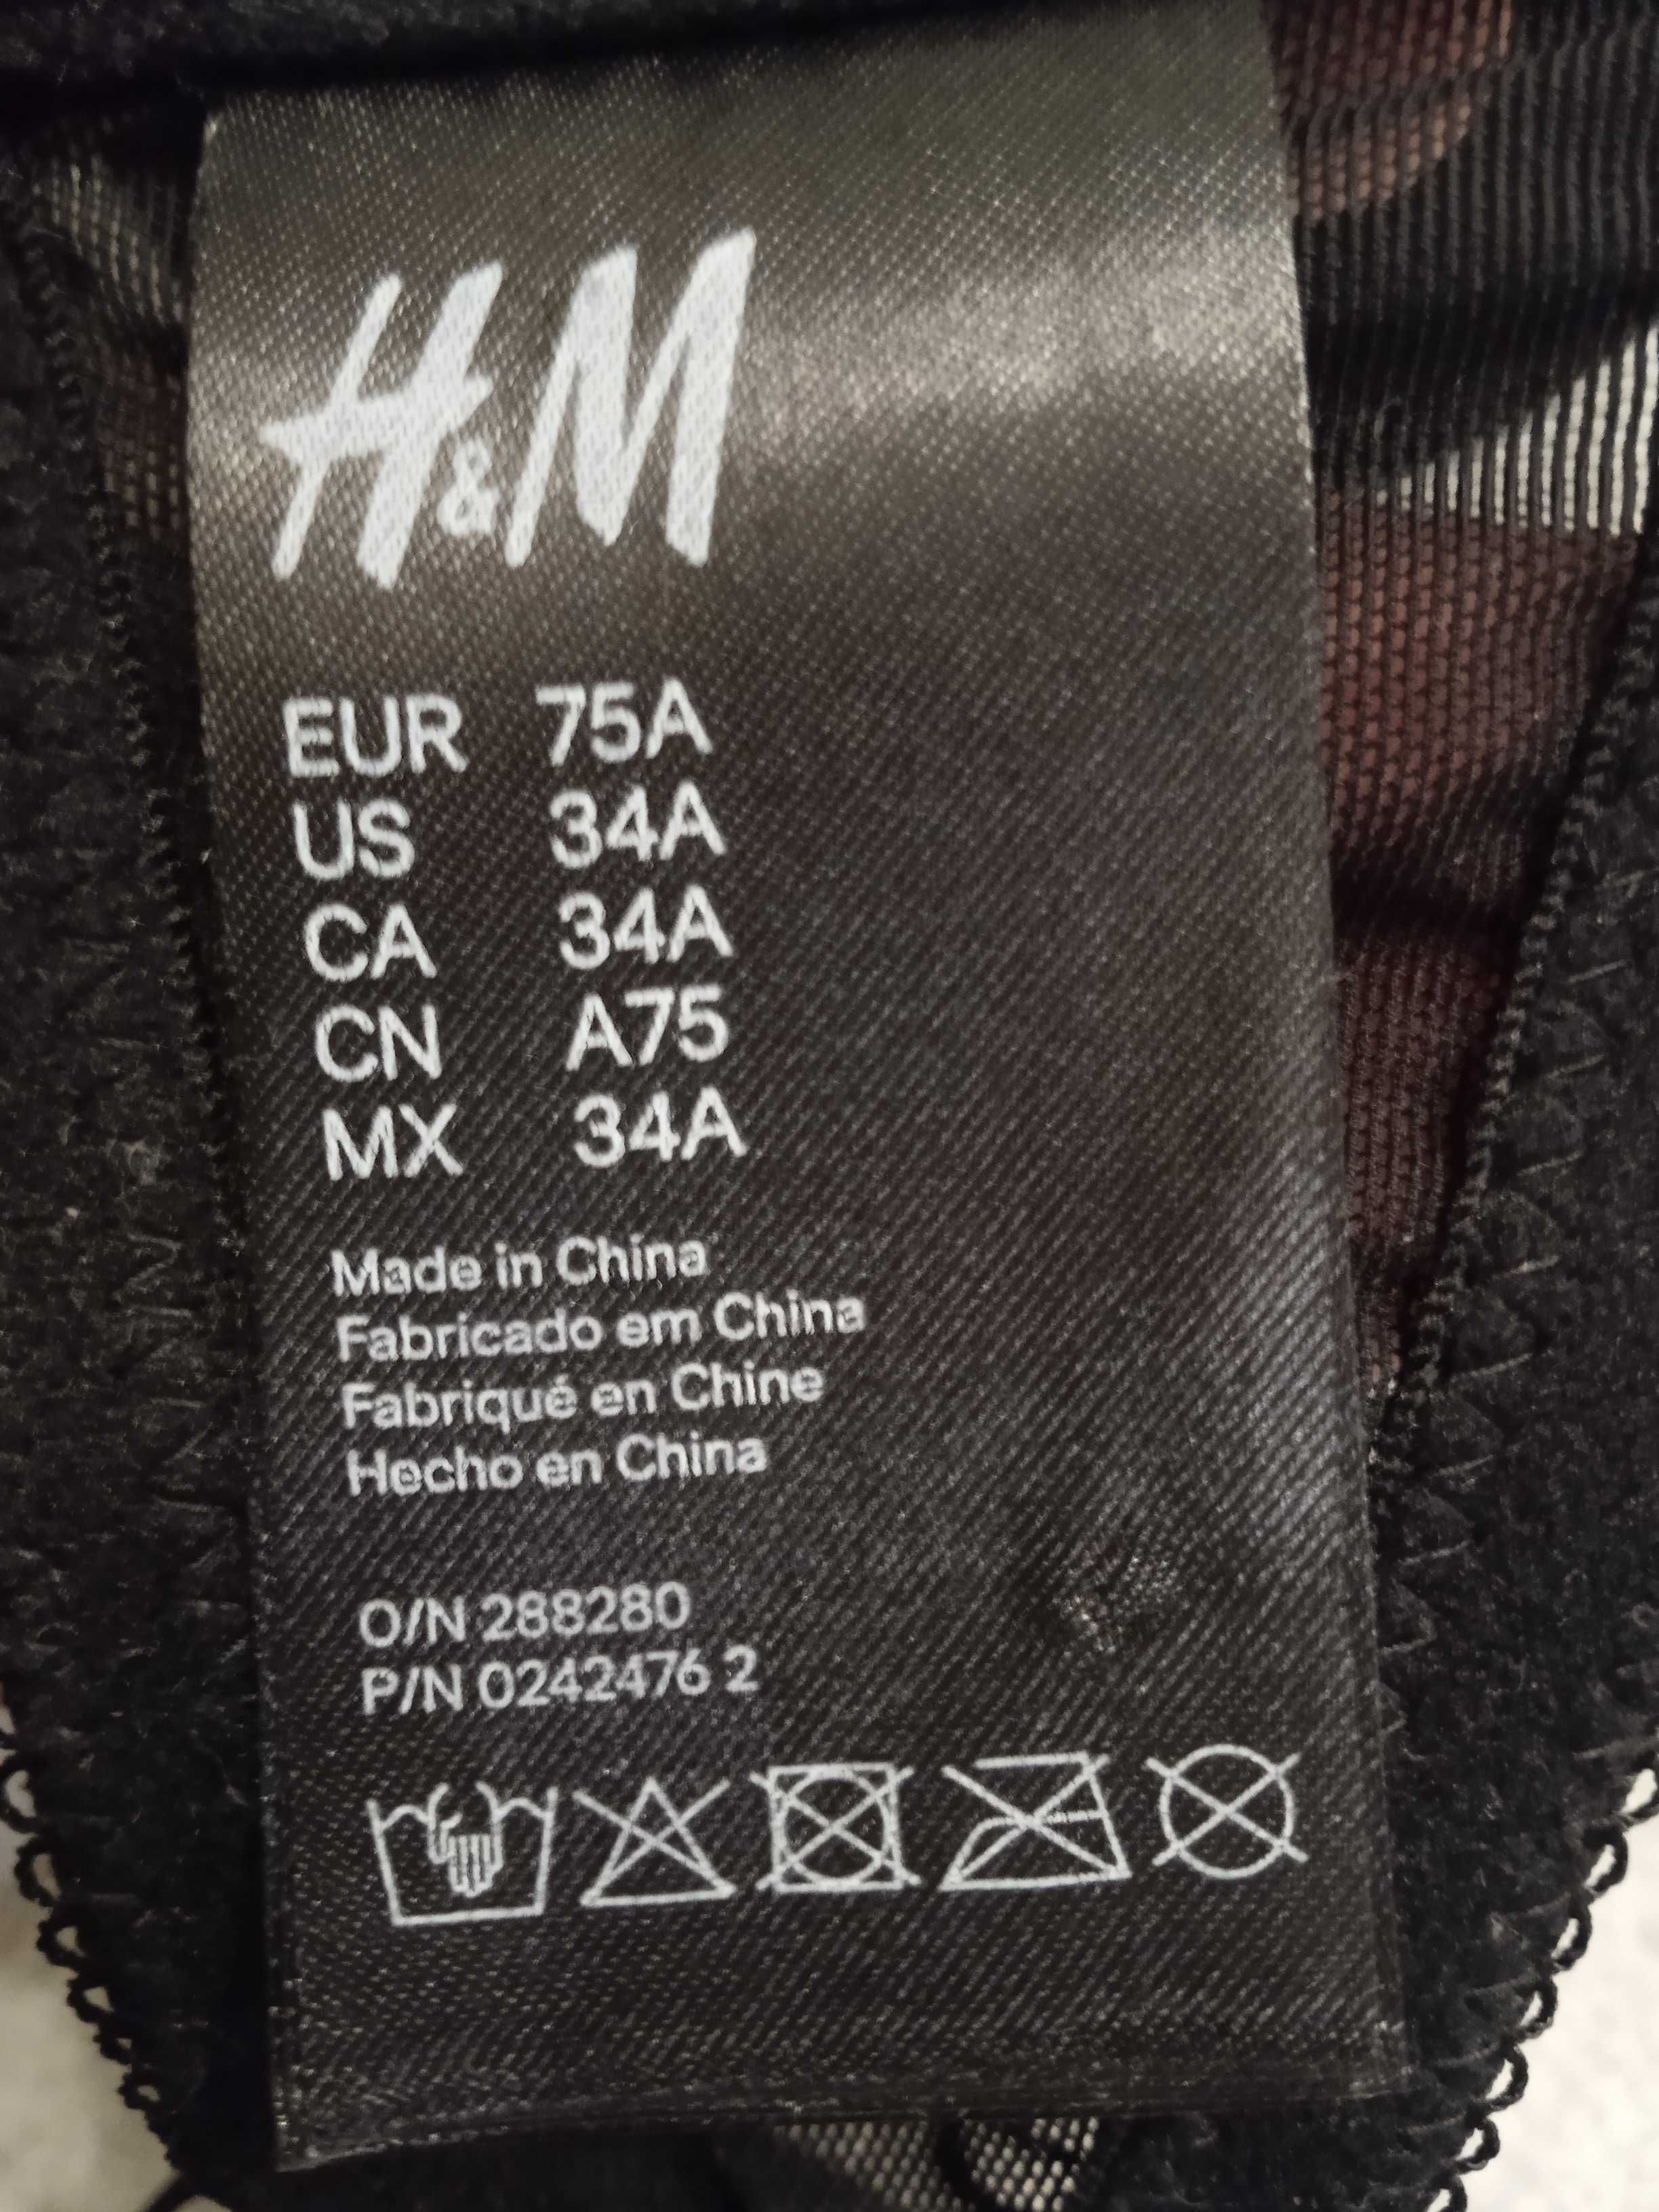 H&M
EUR 75A
US 34A
CA 34A
CN A75
MX 34A
Made in China
Fabricado em China
Fabriqué en Chine
Hecho en China
O/N 288280
P/N 0242476 2